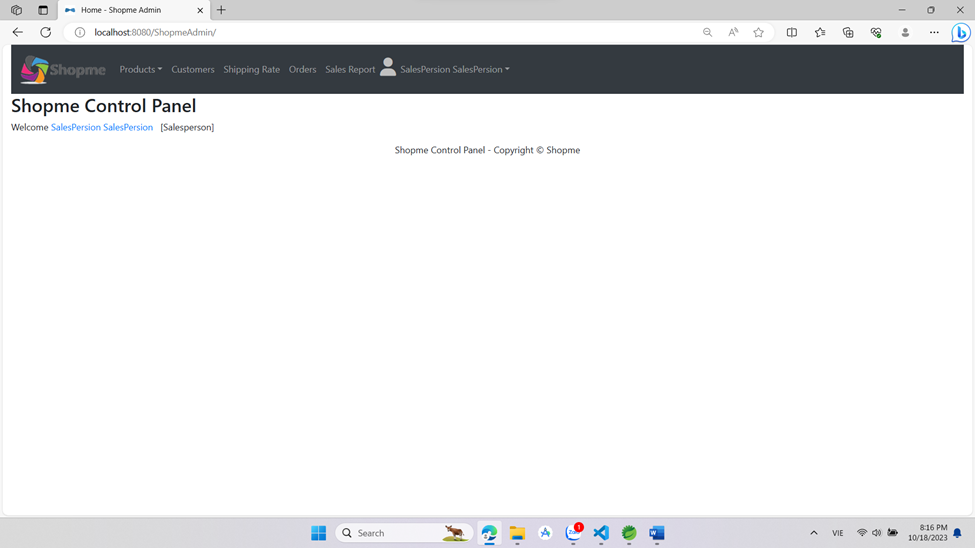 Home - Shopme Admin
localhost:8080/ShopmeAdmin/
Shopme Products Customers Shipping Rate Orders Sales Report SalesPersion SalesPersion
Shopme Control Panel
Welcome SalesPersion SalesPersion [Salesperson]
Shopme Control Panel - Copyright © Shopme
Search 1 VIE 8:16 PM
10/18/2023